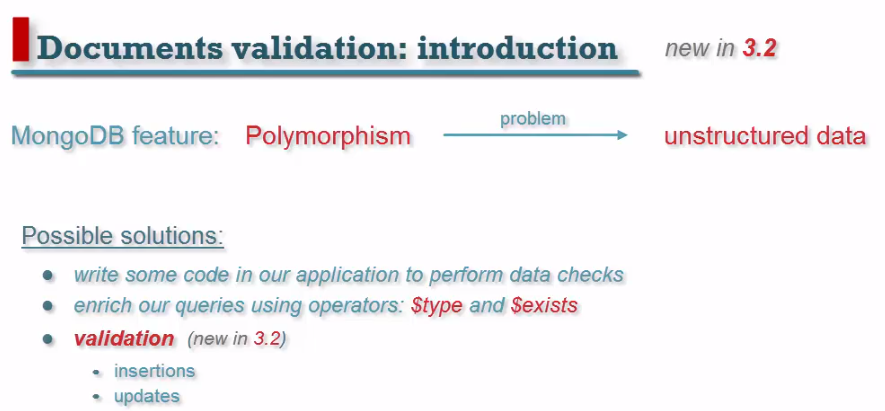 Documents validation: introduction new in 3.2
problem
MongoDB feature: Polymorphism unstructured data
Possible solutions:
• write some code in our application to perform data checks
• enrich our queries using operators: $type and $exists
• validation (new in 3.2)
• insertions
• updates